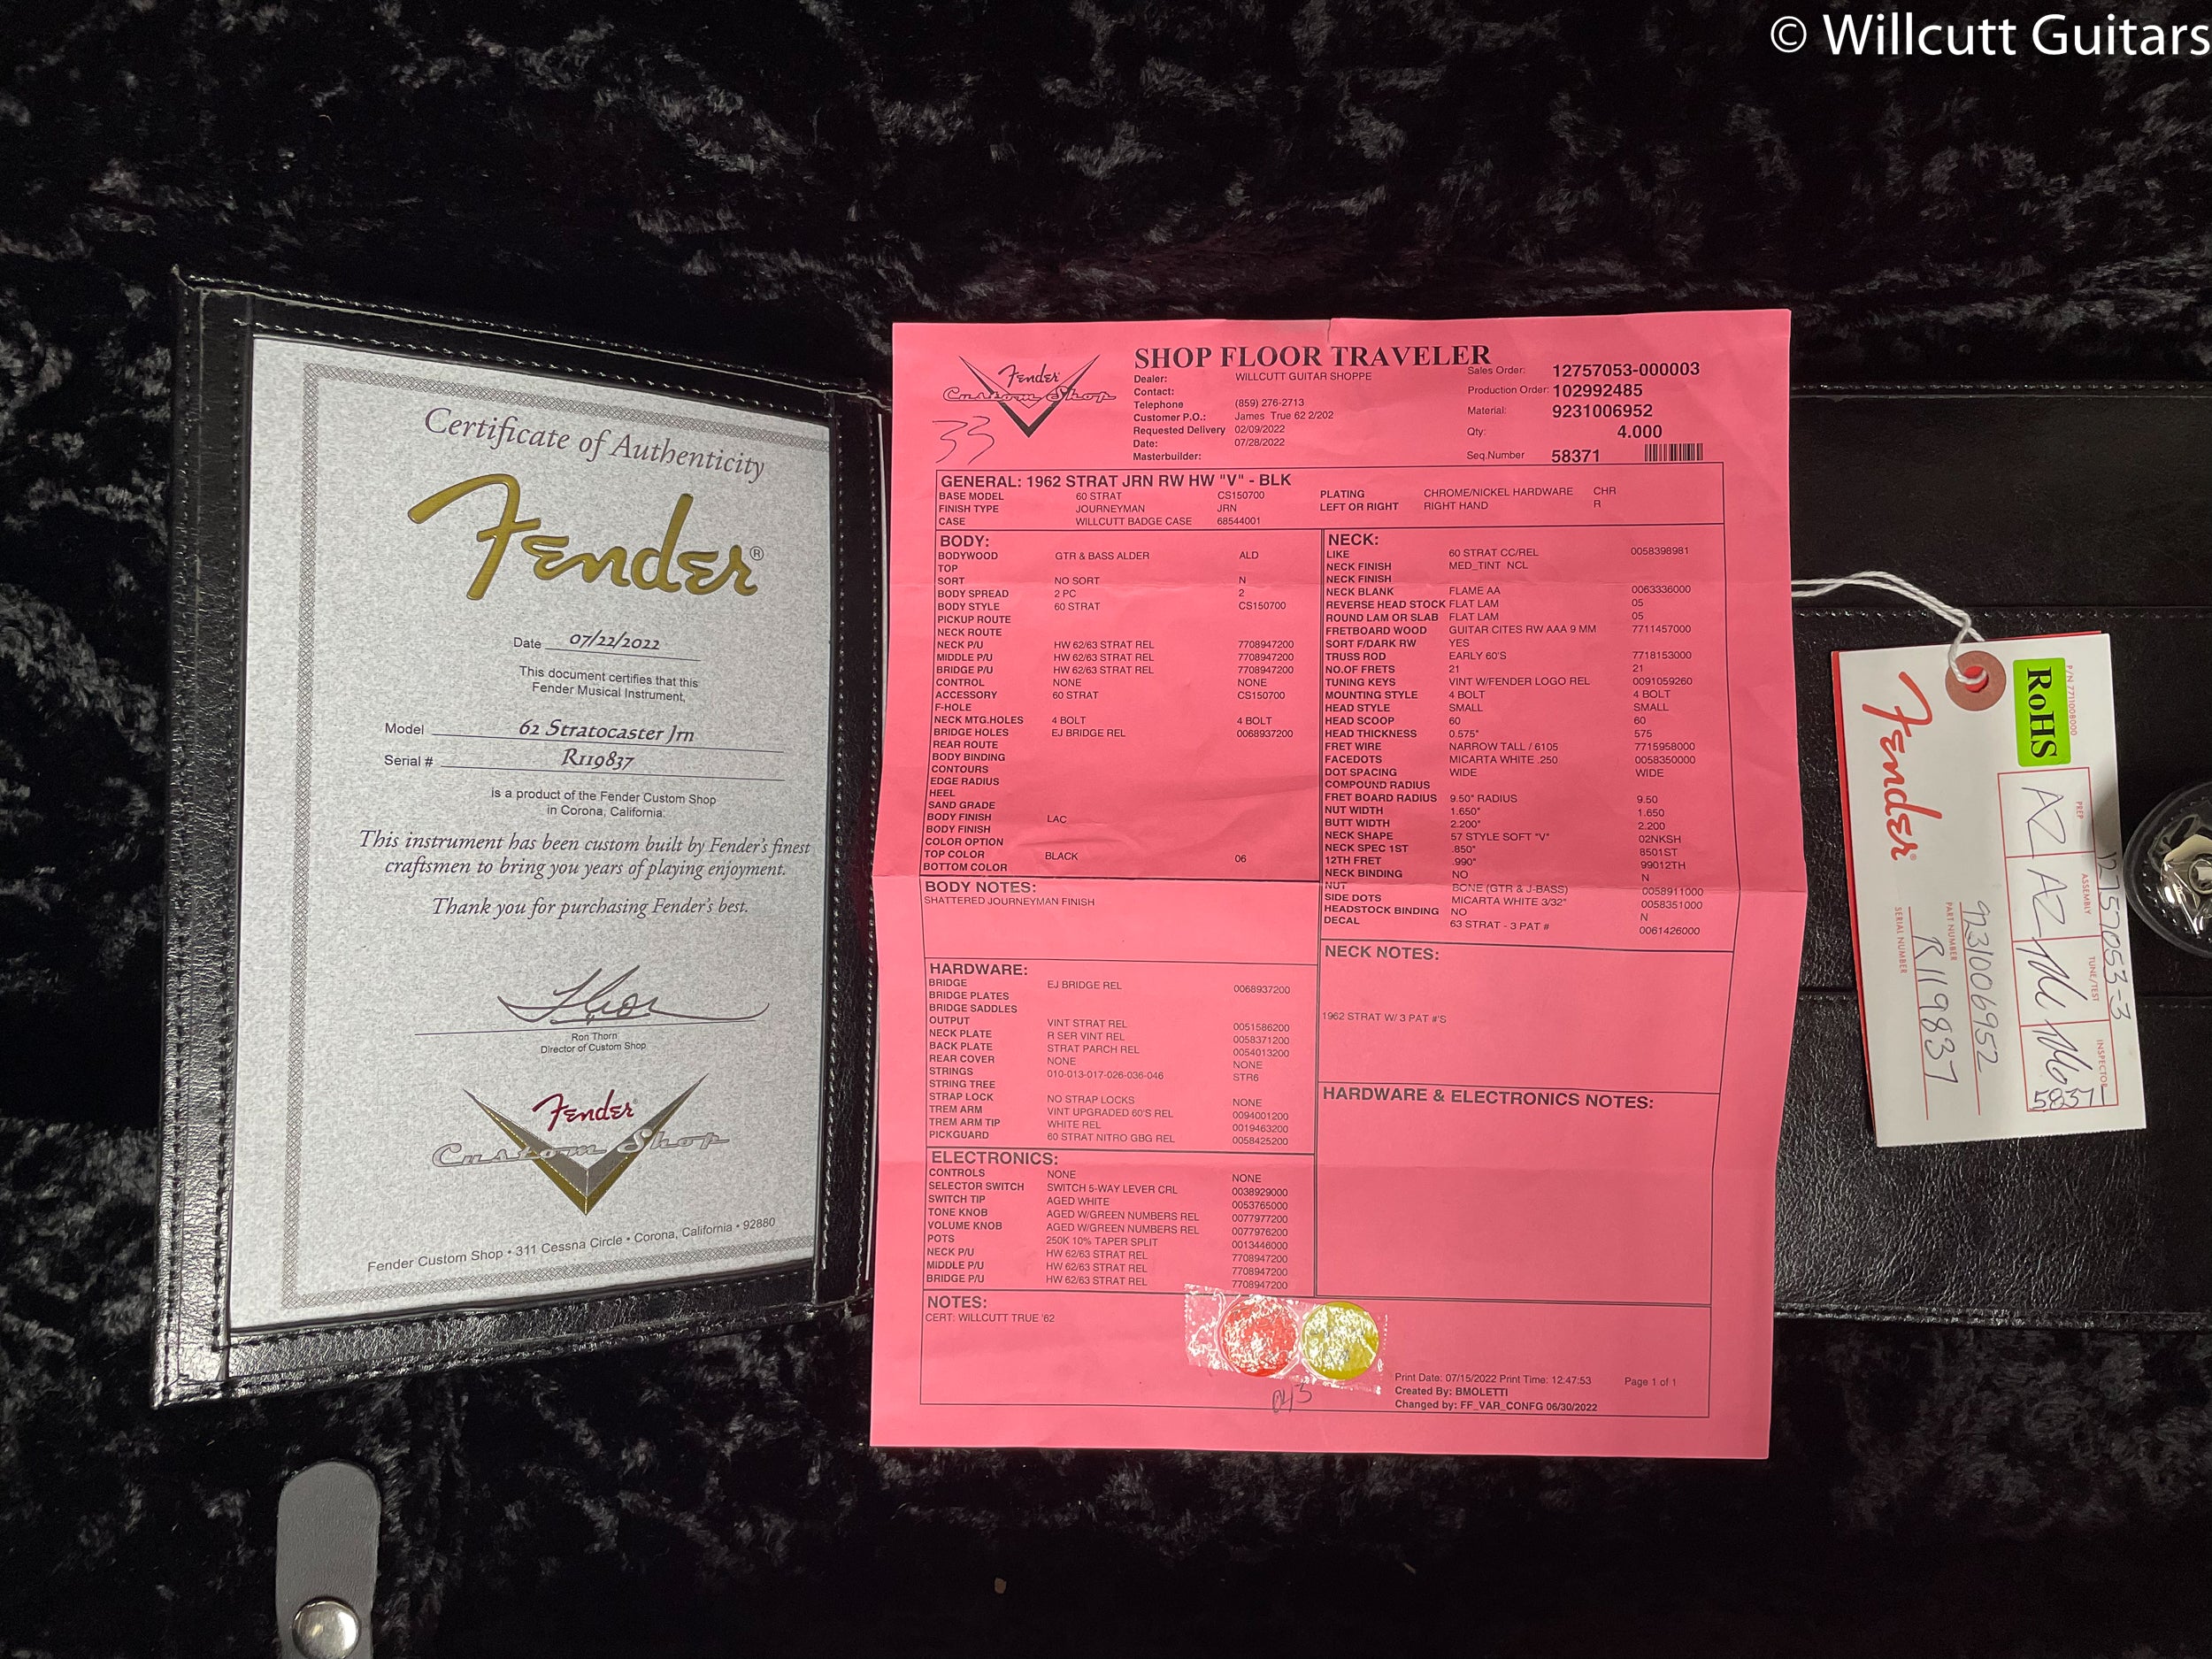 © Willcutt Guitars
Certificate of Authenticity
Fender®
Date 07/22/2022
This document certifies that this
Fender Musical Instrument,
Model 62 Stratocaster Jrn
Serial # R119837
is a product of the Fender Custom Shop
in Corona, California.
This instrument has been custom built by Fender's finest
craftsmen to bring you years of playing enjoyment.
Thank you for purchasing Fender's best.
Ron Thorn
Director of Custom Shop
Fender
Custom Shop
Fender Custom Shop • 311 Cessna Circle • Corona, California • 92880
Fender
Custom Shop
33
SHOP FLOOR TRAVELER
Dealer: WILLCUTT GUITAR SHOPPE
Contact:
Telephone (859) 276-2713
Customer P.O.: James True 62 2/202
Requested Delivery 02/09/2022
Date: 07/28/2022
Masterbuilder:
Sales Order: 12757053-000003
Production Order: 102992485
Material: 9231006952
Qty: 4.000
Seq.Number 58371
GENERAL: 1962 STRAT JRN RW HW "V" - BLK
BASE MODEL 60 STRAT CS150700
FINISH TYPE JOURNEYMAN JRN
CASE WILLCUTT BADGE CASE 68544001
PLATING CHROME/NICKEL HARDWARE CHR
LEFT OR RIGHT RIGHT HAND R
BODY:
BODYWOOD GTR & BASS ALDER ALD
TOP
SORT NO SORT N
BODY SPREAD 2 PC 2
BODY STYLE 60 STRAT CS150700
PICKUP ROUTE
NECK ROUTE
NECK P/U HW 62/63 STRAT REL 7708947200
MIDDLE P/U HW 62/63 STRAT REL 7708947200
BRIDGE P/U HW 62/63 STRAT REL 7708947200
CONTROL NONE NONE
ACCESSORY 60 STRAT CS150700
F-HOLE
NECK MTG.HOLES 4 BOLT 4 BOLT
BRIDGE HOLES EJ BRIDGE REL 0068937200
REAR ROUTE
BODY BINDING
CONTOURS
EDGE RADIUS
HEEL
SAND GRADE
BODY FINISH LAC
BODY FINISH
COLOR OPTION
TOP COLOR BLACK 06
BOTTOM COLOR
BODY NOTES:
SHATTERED JOURNEYMAN FINISH
HARDWARE:
BRIDGE EJ BRIDGE REL 0068937200
BRIDGE PLATES
BRIDGE SADDLES
OUTPUT VINT STRAT REL 0051586200
NECK PLATE R SER VINT REL 0058371200
BACK PLATE STRAT PARCH REL 0054013200
REAR COVER NONE NONE
STRINGS 010-013-017-026-036-046 STR6
STRING TREE
STRAP LOCK NO STRAP LOCKS NONE
TREM ARM VINT UPGRADED 60'S REL 0094001200
TREM ARM TIP WHITE REL 0019463200
PICKGUARD 60 STRAT NITRO GBG REL 0058425200
ELECTRONICS:
CONTROLS NONE NONE
SELECTOR SWITCH SWITCH 5-WAY LEVER CRL 0038929000
SWITCH TIP AGED WHITE 0053765000
TONE KNOB AGED W/GREEN NUMBERS REL 0077977200
VOLUME KNOB AGED W/GREEN NUMBERS REL 0077976200
POTS 250K 10% TAPER SPLIT 0013446000
NECK P/U HW 62/63 STRAT REL 7708947200
MIDDLE P/U HW 62/63 STRAT REL 7708947200
BRIDGE P/U HW 62/63 STRAT REL 7708947200
NOTES:
CERT: WILLCUTT TRUE '62
NECK:
LIKE 60 STRAT CC/REL 0058398981
NECK FINISH MED_TINT NCL
NECK FINISH
NECK BLANK FLAME AA 0063336000
REVERSE HEAD STOCK FLAT LAM 05
ROUND LAM OR SLAB FLAT LAM 05
FRETBOARD WOOD GUITAR CITES RW AAA 9 MM 7711457000
SORT F/DARK RW YES
TRUSS ROD EARLY 60'S 7718153000
NO.OF FRETS 21 21
TUNING KEYS VINT W/FENDER LOGO REL 0091059260
MOUNTING STYLE 4 BOLT 4 BOLT
HEAD STYLE SMALL SMALL
HEAD SCOOP 60 60
HEAD THICKNESS 0.575" 575
FRET WIRE NARROW TALL / 6105 7715958000
FACEDOTS MICARTA WHITE .250 0058350000
DOT SPACING WIDE WIDE
COMPOUND RADIUS
FRET BOARD RADIUS 9.50" RADIUS 9.50
NUT WIDTH 1.650" 1.650
BUTT WIDTH 2.200" 2.200
NECK SHAPE 57 STYLE SOFT "V" 02NKSH
NECK SPEC 1ST .850" 8501ST
12TH FRET .990" 99012TH
NECK BINDING NO N
NUT BONE (GTR & J-BASS) 0058911000
SIDE DOTS MICARTA WHITE 3/32" 0058351000
HEADSTOCK BINDING NO N
DECAL 63 STRAT - 3 PAT # 0061426000
NECK NOTES:
1962 STRAT W/ 3 PAT #'S
HARDWARE & ELECTRONICS NOTES:
Print Date: 07/15/2022 Print Time: 12:47:53 Page 1 of 1
Created By: BMOLETTI
Changed by: FF_VAR_CONFG 06/30/2022
RoHS
Fender®
PREP AZ
ASSEMBLY AZ
TUNE/TEST
INSPECTOR
58371
12757053-3
PART NUMBER 9231006952
SERIAL NUMBER R119837